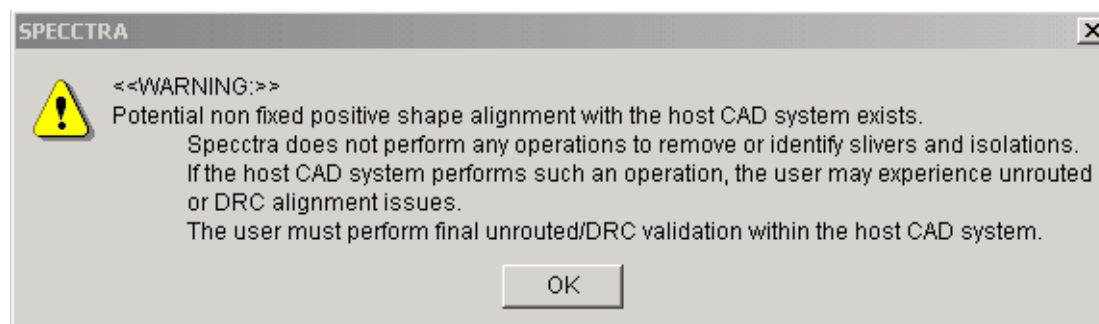 SPECCTRA
<<WARNING:>>
Potential non fixed positive shape alignment with the host CAD system exists.
Specctra does not perform any operations to remove or identify slivers and isolations.
If the host CAD system performs such an operation, the user may experience unrouted
or DRC alignment issues.
The user must perform final unrouted/DRC validation within the host CAD system.
OK